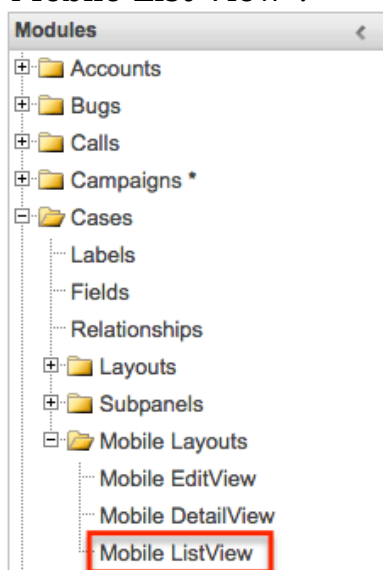 Modules
Accounts
Bugs
Calls
Campaigns *
Cases
Labels
Fields
Relationships
Layouts
Subpanels
Mobile Layouts
Mobile EditView
Mobile DetailView
Mobile ListView